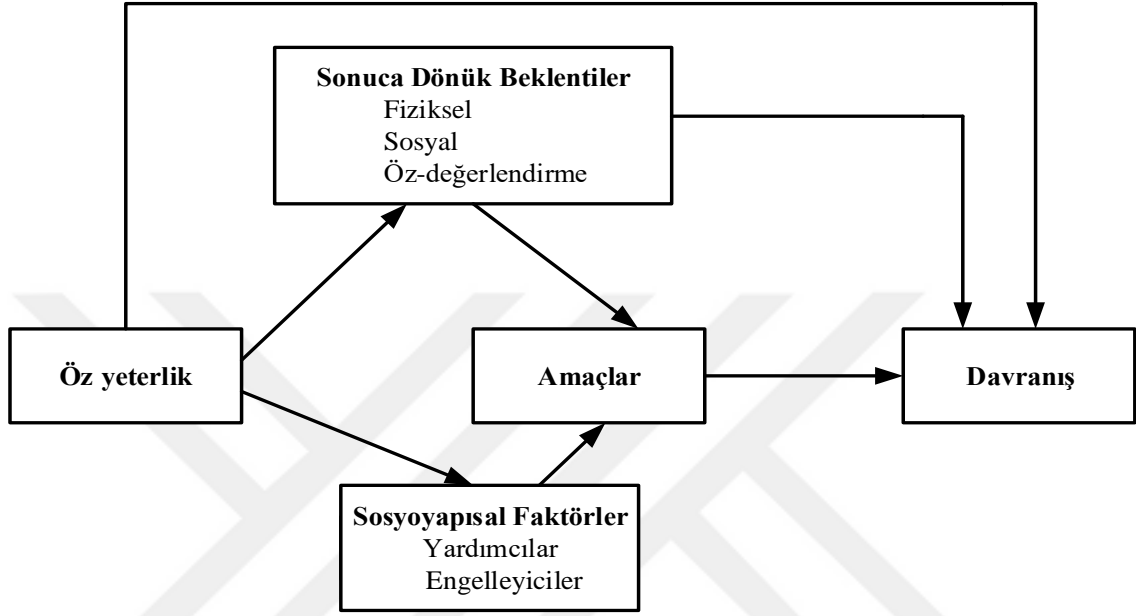 Sonuca Dönük Beklentiler
Fiziksel
Sosyal
Öz-değerlendirme
Öz yeterlik
Amaçlar
Davranış
Sosyoyapısal Faktörler
Yardımcılar
Engelleyiciler